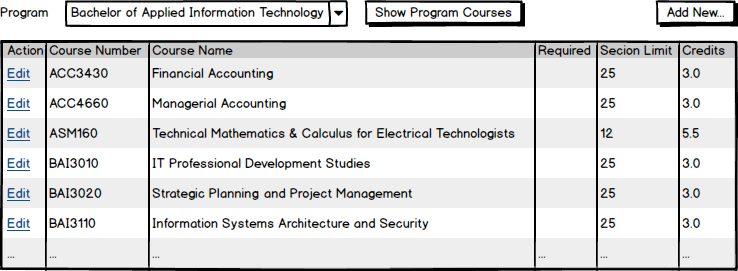 Program Bachelor of Applied Information Technology Show Program Courses Add New...
Action Course Number Course Name Required Secion Limit Credits
Edit ACC3430 Financial Accounting 25 3.0
Edit ACC4660 Managerial Accounting 25 3.0
Edit ASM160 Technical Mathematics & Calculus for Electrical Technologists 12 5.5
Edit BAI3010 IT Professional Development Studies 25 3.0
Edit BAI3020 Strategic Planning and Project Management 25 3.0
Edit BAI3110 Information Systems Architecture and Security 25 3.0
... ... ... ... ... ...